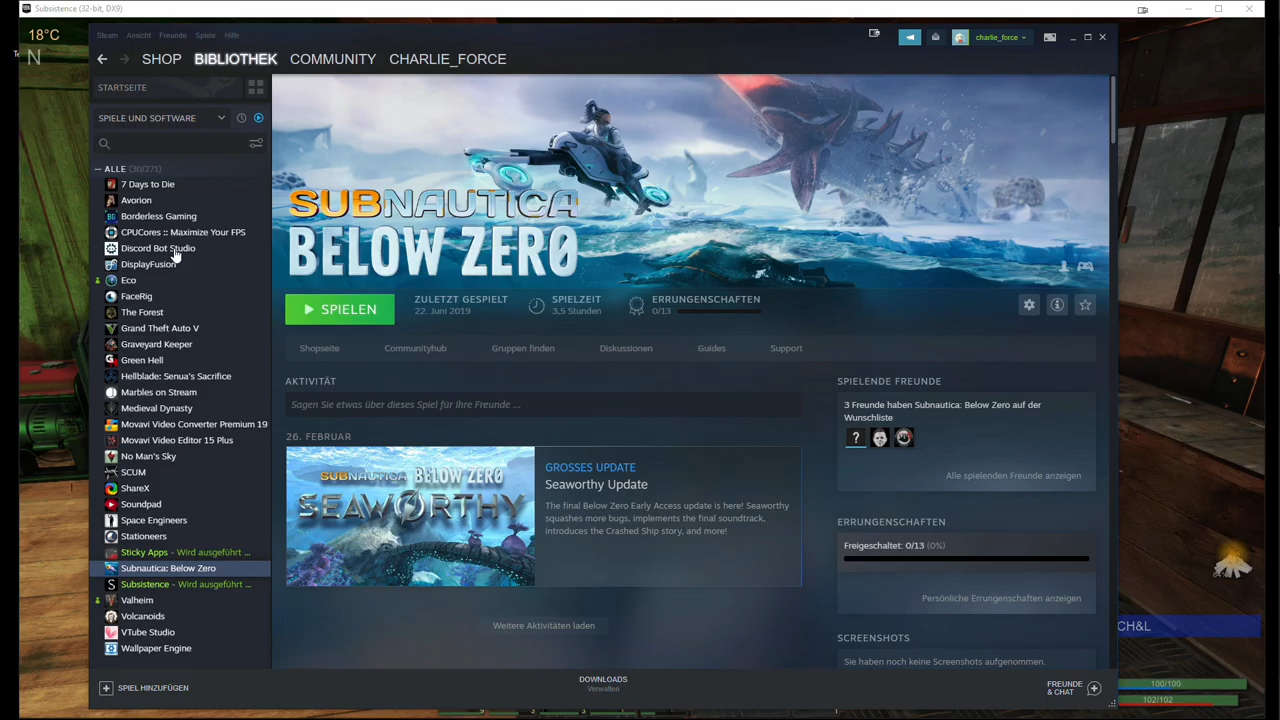 Subsistence (32-bit, DX9)
18°C
N
Steam Ansicht Freunde Spiele Hilfe
charlie_force
SHOP BIBLIOTHEK COMMUNITY CHARLIE_FORCE
STARTSEITE
SPIELE UND SOFTWARE
ALLE (30/271)
7 Days to Die
Avorion
Borderless Gaming
CPUCores :: Maximize Your FPS
Discord Bot Studio
DisplayFusion
Eco
FaceRig
The Forest
Grand Theft Auto V
Graveyard Keeper
Green Hell
Hellblade: Senua's Sacrifice
Marbles on Stream
Medieval Dynasty
Movavi Video Converter Premium 19
Movavi Video Editor 15 Plus
No Man's Sky
SCUM
ShareX
Soundpad
Space Engineers
Stationeers
Sticky Apps - Wird ausgeführt ...
Subnautica: Below Zero
Subsistence - Wird ausgeführt ...
Valheim
Volcanoids
VTube Studio
Wallpaper Engine
SPIEL HINZUFÜGEN
SUBNAUTICA
BELOW ZERO
SPIELEN
ZULETZT GESPIELT
22. Juni 2019
SPIELZEIT
3,5 Stunden
ERRUNGENSCHAFTEN
0/13
Shopseite Communityhub Gruppen finden Diskussionen Guides Support
AKTIVITÄT
Sagen Sie etwas über dieses Spiel für Ihre Freunde ...
26. FEBRUAR
SUBNAUTICA BELOW ZERO
SEAWORTHY
GROSSES UPDATE
Seaworthy Update
The final Below Zero Early Access update is here! Seaworthy
squashes more bugs, implements the final soundtrack,
introduces the Crashed Ship story, and more!
Weitere Aktivitäten laden
SPIELENDE FREUNDE
3 Freunde haben Subnautica: Below Zero auf der
Wunschliste
?
Alle spielenden Freunde anzeigen
ERRUNGENSCHAFTEN
Freigeschaltet: 0/13 (0%)
Persönliche Errungenschaften anzeigen
SCREENSHOTS
Sie haben noch keine Screenshots aufgenommen.
DOWNLOADS
Verwalten
FREUNDE
& CHAT
CH&L
100/100
102/102